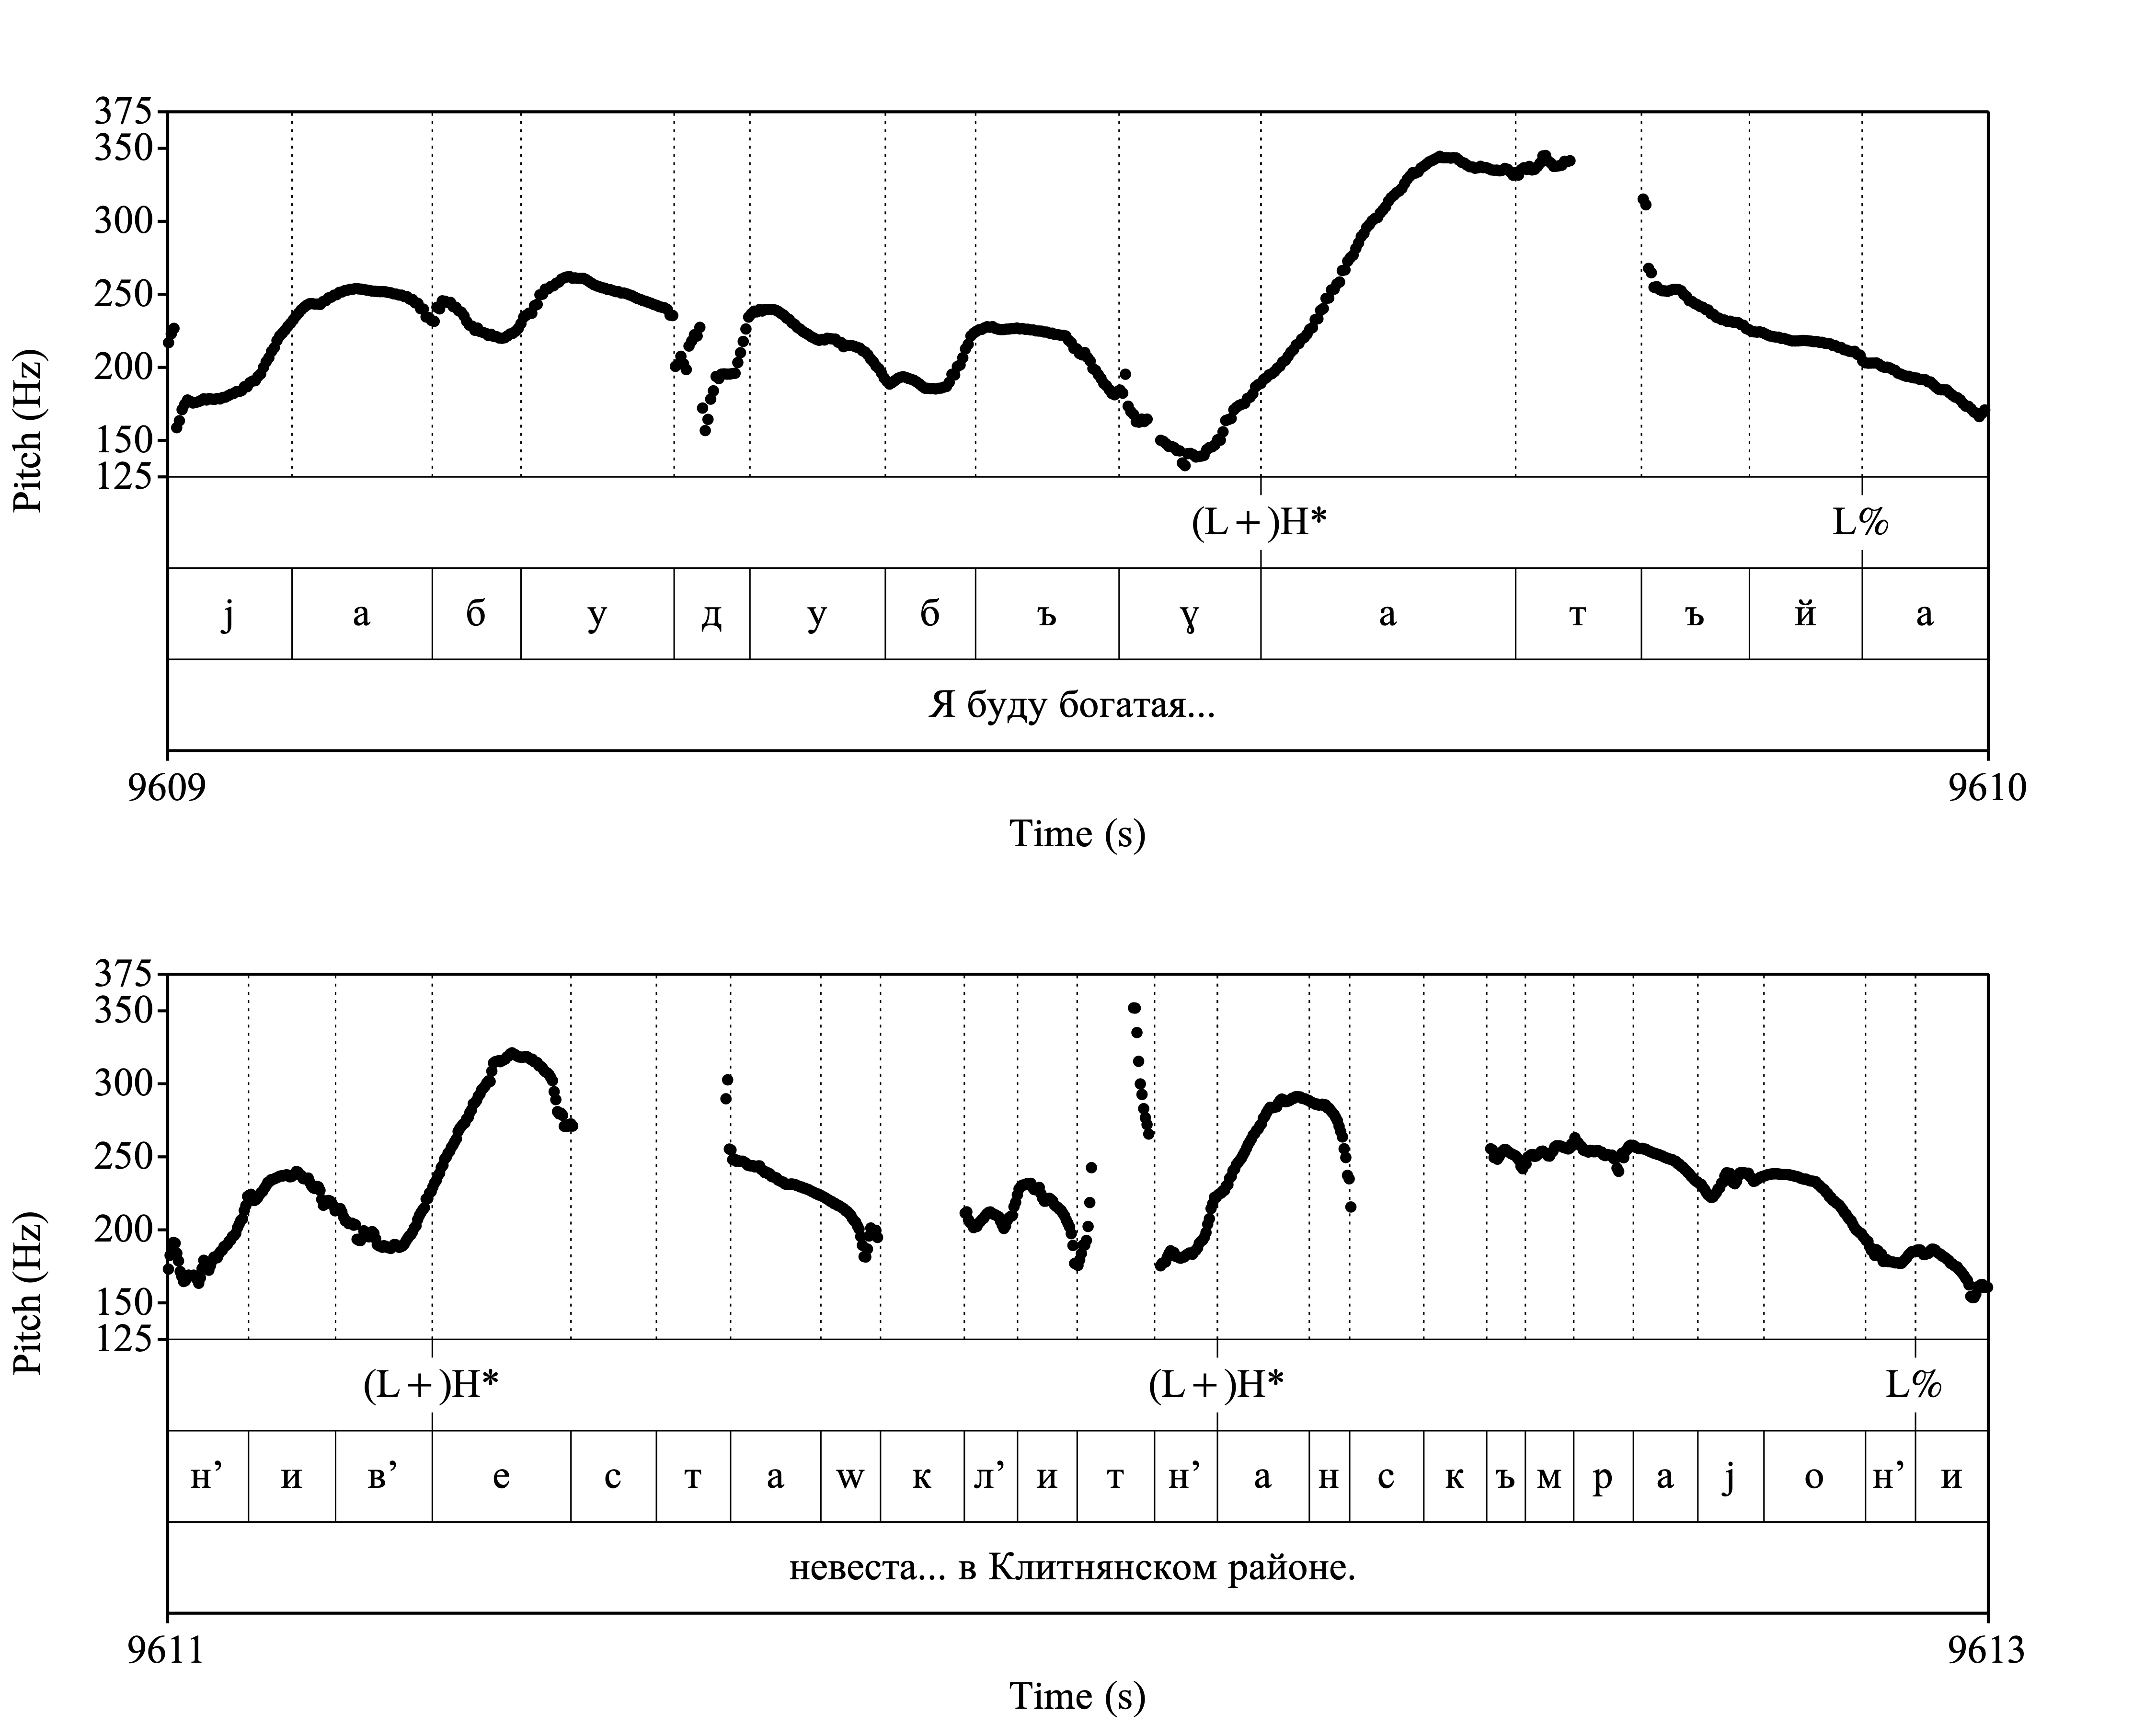 375
350
300
250
200
150
125
Pitch (Hz)
(L+)H* L%
ј а б у д у б ъ ɣ а т ъ й а
Я буду богатая...
9609 9610
Time (s)
375
350
300
250
200
150
125
Pitch (Hz)
(L+)H* (L+)H* L%
н’ и в’ е с т а w к л’ и т н’ а н с к ъ м р а ј о н’ и
невеста... в Клитнянском районе.
9611 9613
Time (s)